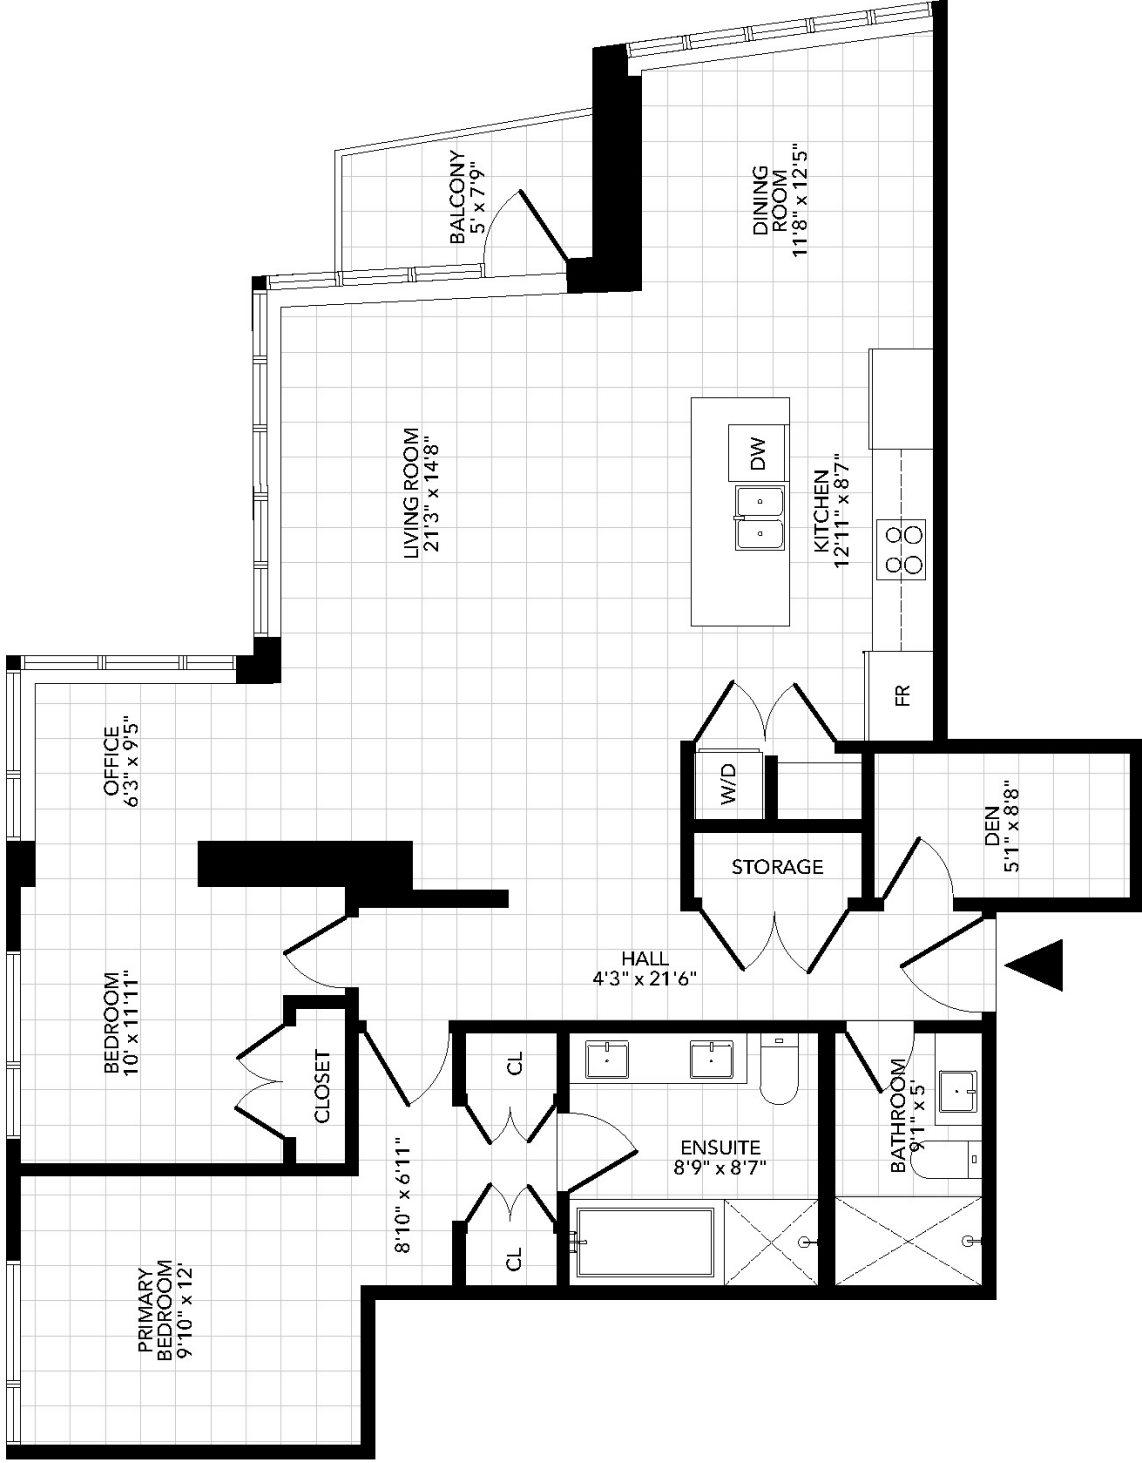 BALCONY
5' x 7'9"
DINING
ROOM
11'8" x 12'5"
LIVING ROOM
21'3" x 14'8"
DW
KITCHEN
12'11" x 8'7"
FR
OFFICE
6'3" x 9'5"
W/D
DEN
5'1" x 8'8"
STORAGE
HALL
4'3" x 21'6"
BEDROOM
10' x 11'11"
CLOSET
CL
ENSUITE
8'9" x 8'7"
BATHROOM
9'1" x 5'
8'10" x 6'11"
CL
PRIMARY
BEDROOM
9'10" x 12'